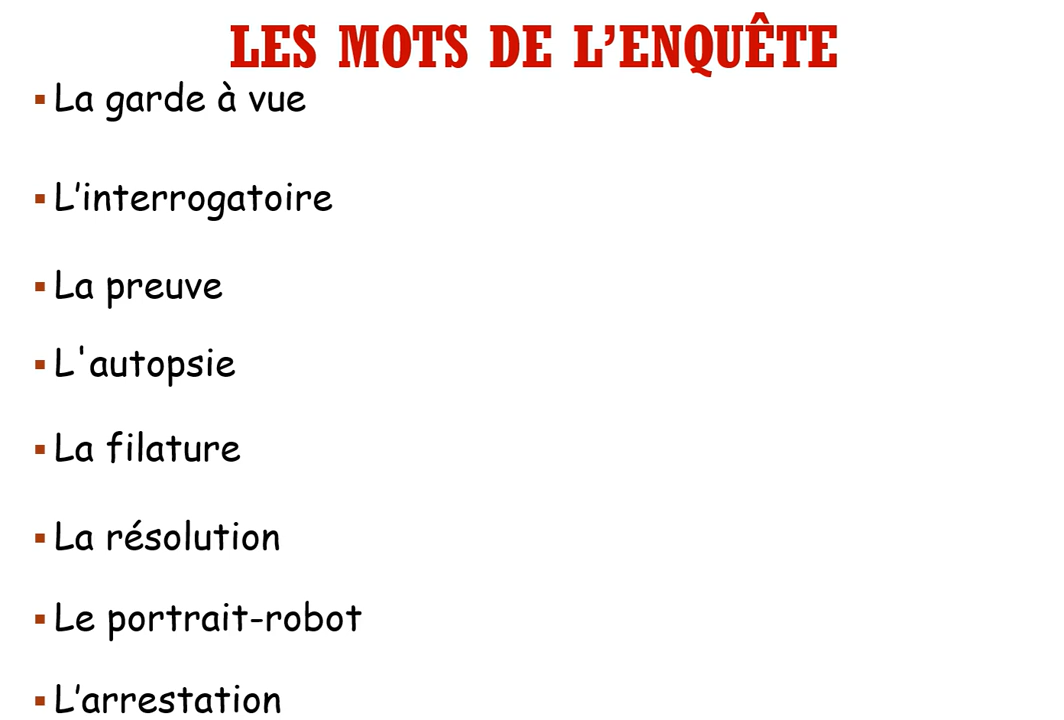 LES MOTS DE L’ENQUÊTE
▪ La garde à vue
▪ L’interrogatoire
▪ La preuve
▪ L'autopsie
▪ La filature
▪ La résolution
▪ Le portrait-robot
▪ L’arrestation